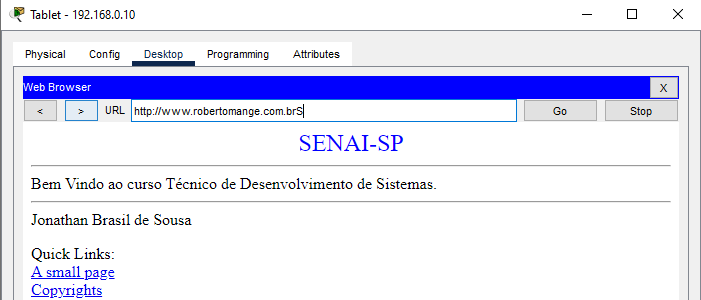 Tablet - 192.168.0.10
Physical Config Desktop Programming Attributes
Web Browser X
< > URL http://www.robertomange.com.brS Go Stop
SENAI-SP
Bem Vindo ao curso Técnico de Desenvolvimento de Sistemas.
Jonathan Brasil de Sousa
Quick Links:
A small page
Copyrights